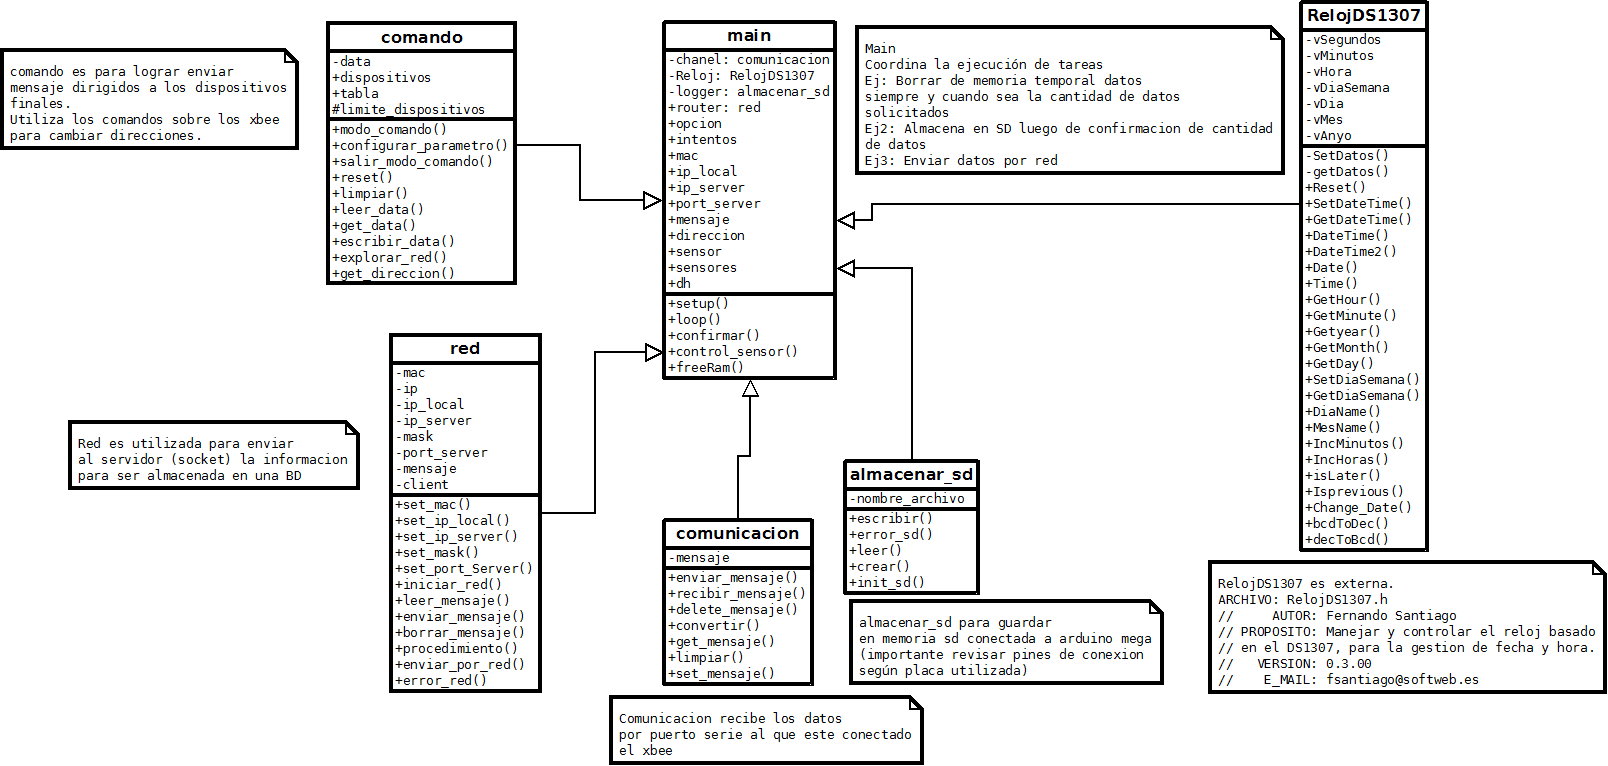 comando es para lograr enviar
mensaje dirigidos a los dispositivos
finales.
Utiliza los comandos sobre los xbee
para cambiar direcciones.
comando
-data
+dispositivos
+tabla
#limite_dispositivos
+modo_comando()
+configurar_parametro()
+salir_modo_comando()
+reset()
+limpiar()
+leer_data()
+get_data()
+escribir_data()
+explorar_red()
+get_direccion()
main
-chanel: comunicacion
-Reloj: RelojDS1307
-logger: almacenar_sd
+router: red
+opcion
+intentos
+mac
+ip_local
+ip_server
+port_server
+mensaje
+direccion
+sensor
+sensores
+dh
+setup()
+loop()
+confirmar()
+control_sensor()
+freeRam()
Main
Coordina la ejecución de tareas
Ej: Borrar de memoria temporal datos
siempre y cuando sea la cantidad de datos
solicitados
Ej2: Almacena en SD luego de confirmacion de cantidad
de datos
Ej3: Enviar datos por red
RelojDS1307
-vSegundos
-vMinutos
-vHora
-vDiaSemana
-vDia
-vMes
-vAnyo
-SetDatos()
-getDatos()
+Reset()
+SetDateTime()
+GetDateTime()
+DateTime()
+DateTime2()
+Date()
+Time()
+GetHour()
+GetMinute()
+Getyear()
+GetMonth()
+GetDay()
+SetDiaSemana()
+GetDiaSemana()
+DiaName()
+MesName()
+IncMinutos()
+IncHoras()
+isLater()
+Isprevious()
+Change_Date()
+bcdToDec()
+decToBcd()
Red es utilizada para enviar
al servidor (socket) la informacion
para ser almacenada en una BD
red
-mac
-ip
-ip_local
-ip_server
-mask
-port_server
-mensaje
-client
+set_mac()
+set_ip_local()
+set_ip_server()
+set_mask()
+set_port_Server()
+iniciar_red()
+leer_mensaje()
+enviar_mensaje()
+borrar_mensaje()
+procedimiento()
+enviar_por_red()
+error_red()
comunicacion
-mensaje
+enviar_mensaje()
+recibir_mensaje()
+delete_mensaje()
+convertir()
+get_mensaje()
+limpiar()
+set_mensaje()
almacenar_sd
-nombre_archivo
+escribir()
+error_sd()
+leer()
+crear()
+init_sd()
almacenar_sd para guardar
en memoria sd conectada a arduino mega
(importante revisar pines de conexion
según placa utilizada)
RelojDS1307 es externa.
ARCHIVO: RelojDS1307.h
//     AUTOR: Fernando Santiago
// PROPOSITO: Manejar y controlar el reloj basado
// en el DS1307, para la gestion de fecha y hora.
//   VERSION: 0.3.00
//    E_MAIL: fsantiago@softweb.es
Comunicacion recibe los datos
por puerto serie al que este conectado
el xbee